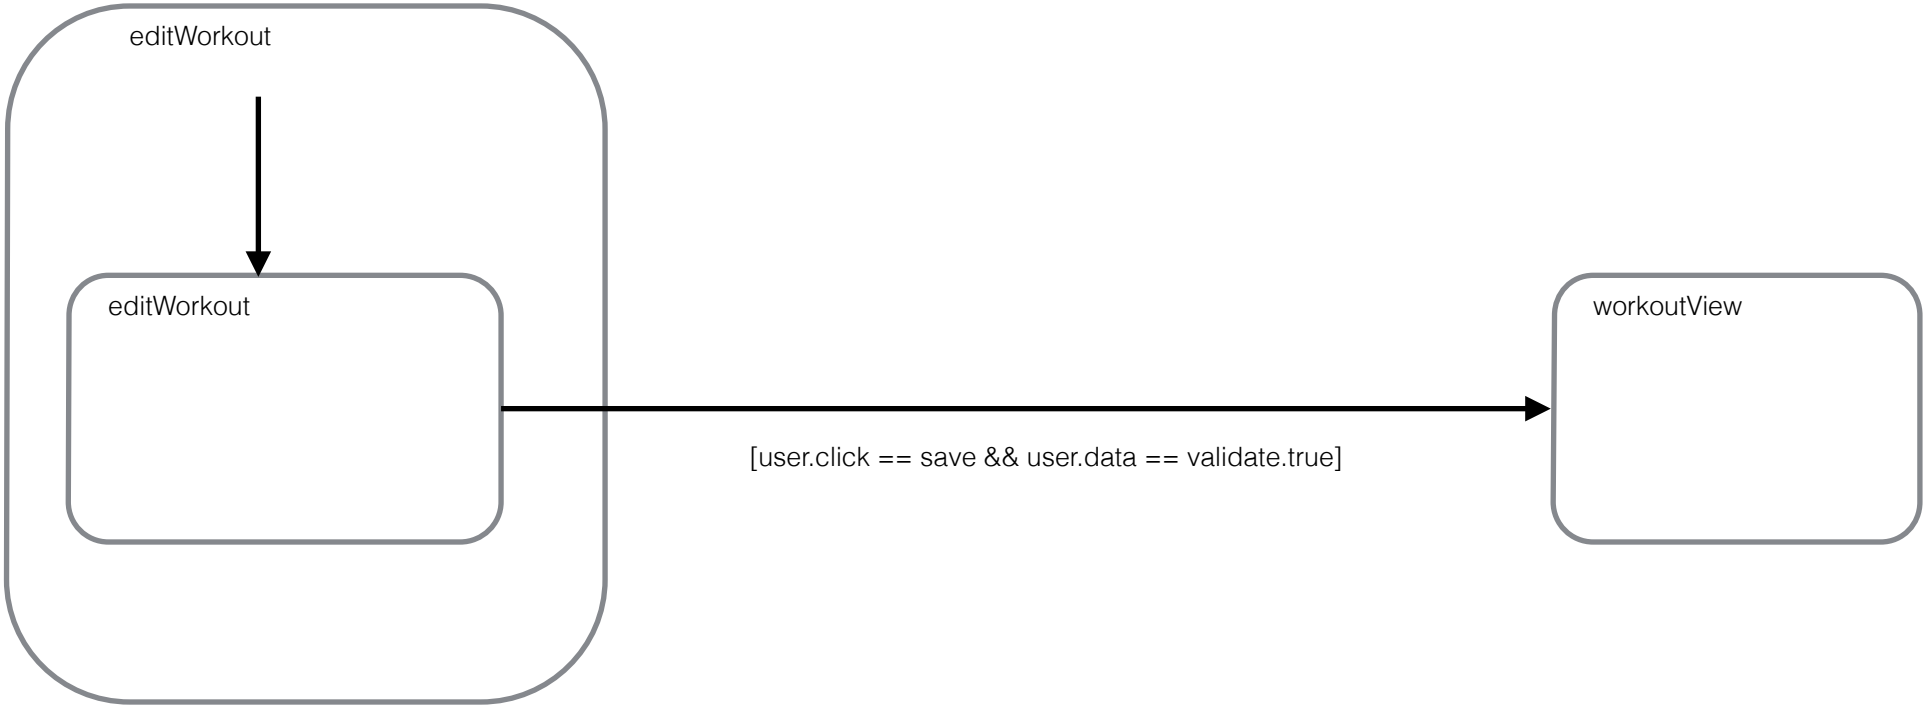 editWorkout
editWorkout
workoutView
[user.click == save && user.data == validate.true]